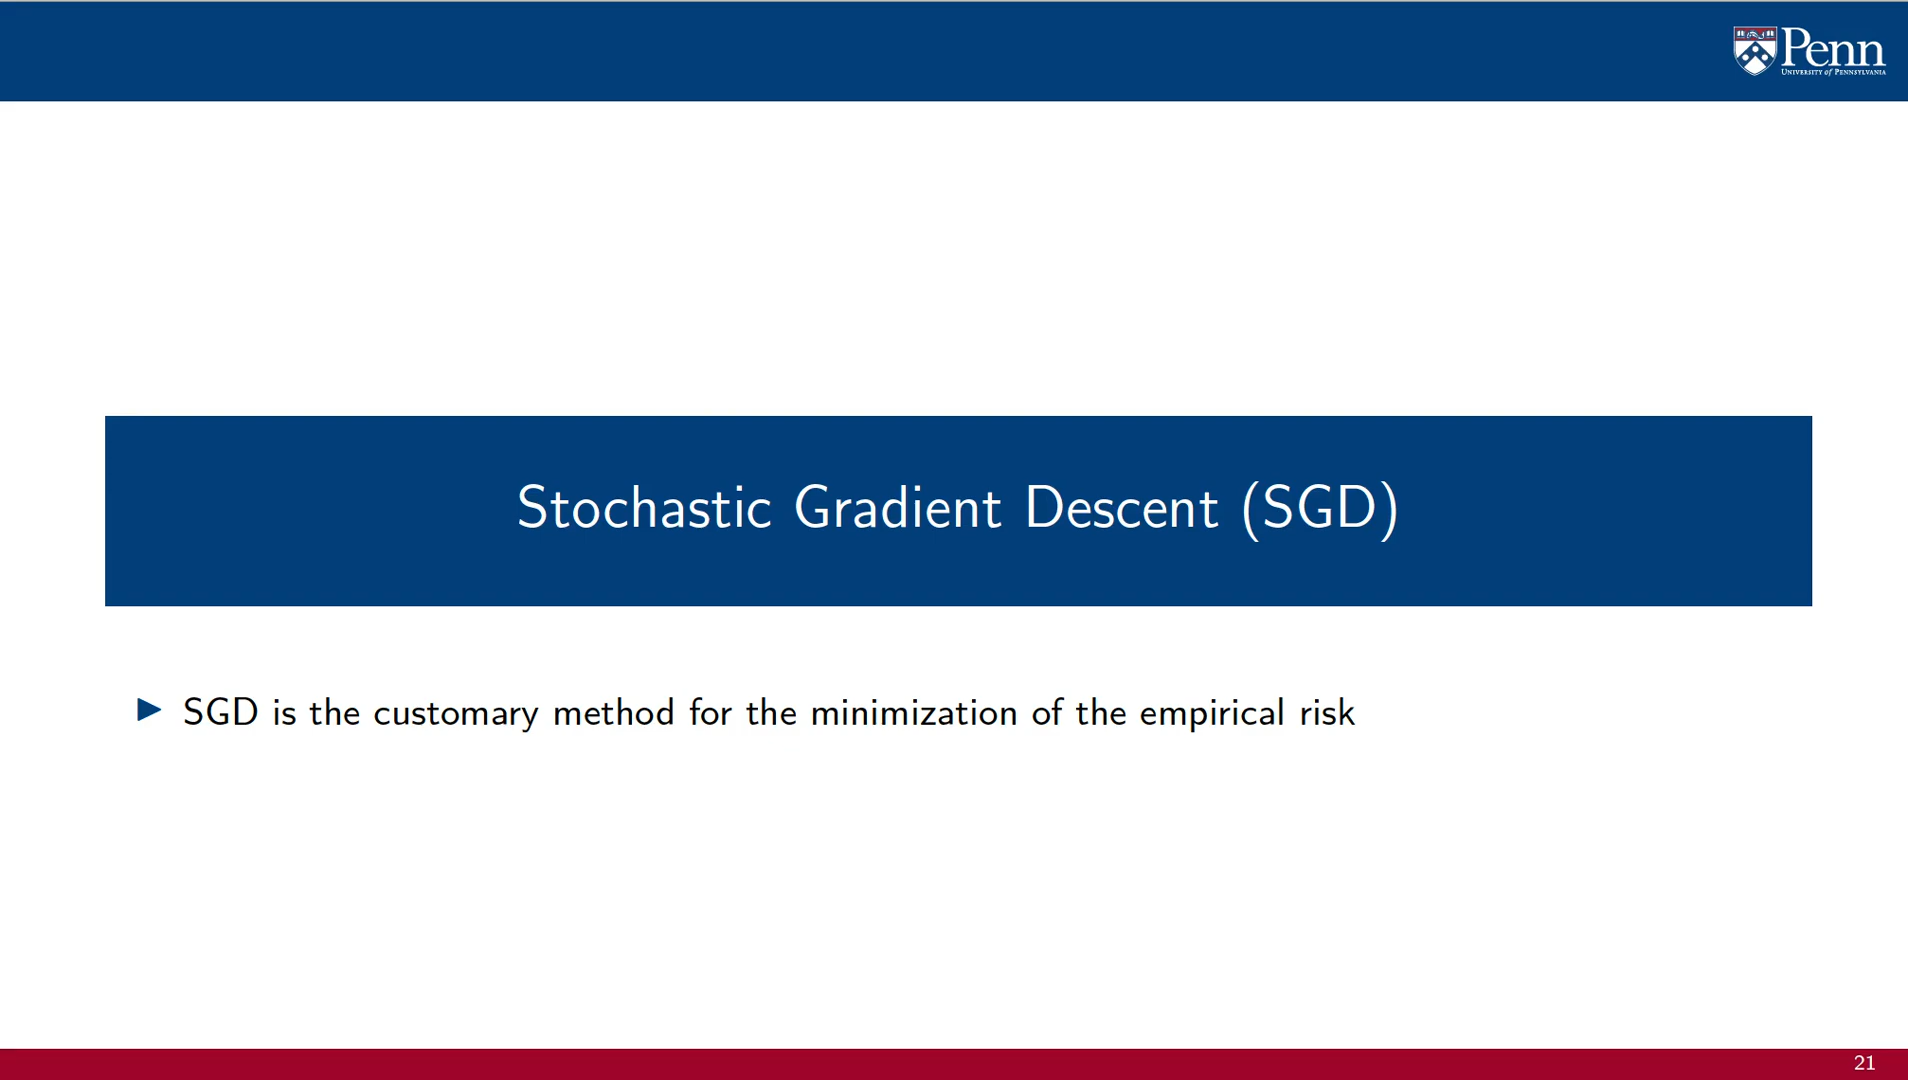 Penn
UNIVERSITY of PENNSYLVANIA
Stochastic Gradient Descent (SGD)
SGD is the customary method for the minimization of the empirical risk
21